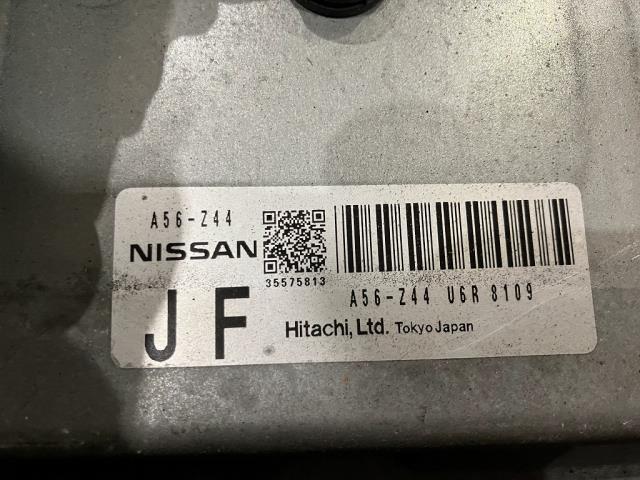 A56-Z44
NISSAN
35575813
J F
A56-Z44 U6R 8109
Hitachi, Ltd. Tokyo Japan